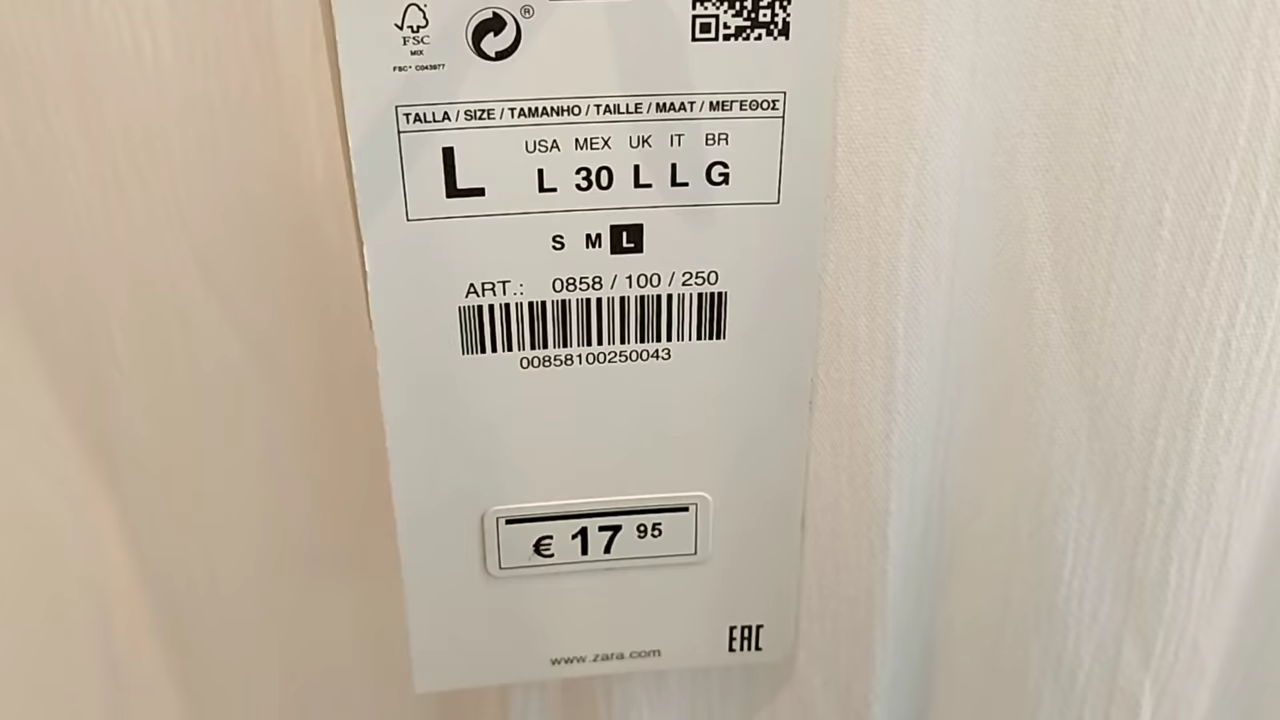 FSC
MIX
FSC® C043977
®
TALLA / SIZE / TAMANHO / TAILLE / MAAT / ΜΕΓΕΘΟΣ
USA MEX UK IT BR
L L 30 L L G
S M L
ART.: 0858 / 100 / 250
00858100250043
€ 17 95
www.zara.com
EAC